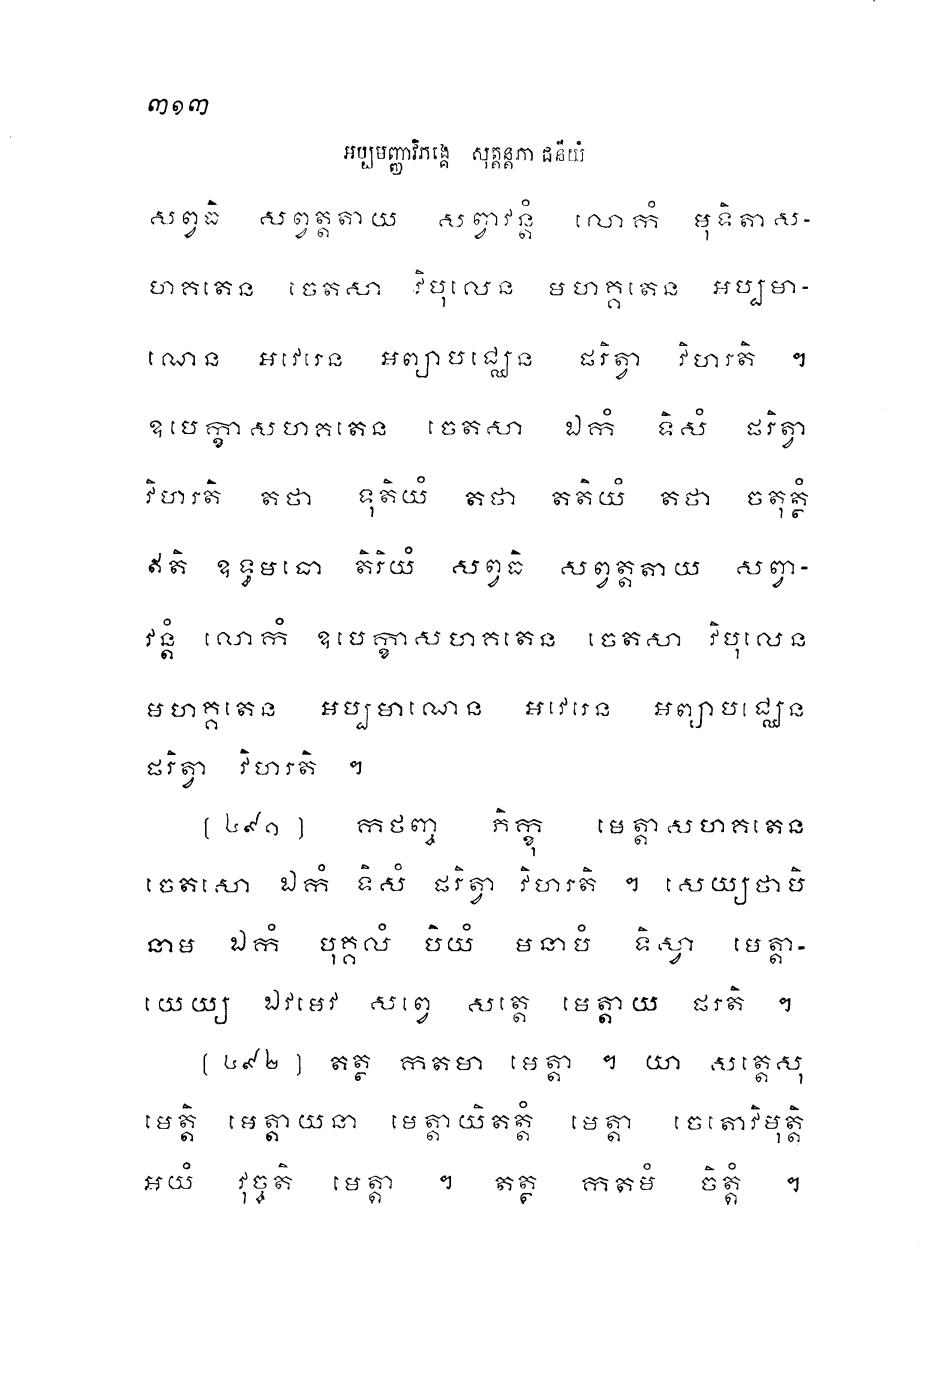 ៣១៣
អប្បមញ្ញាវិភង្គេ សុត្តន្តភាជនីយំ
សព្វធិ សព្វត្តតាយ សព្វាវន្តំ លោកំ មុទិតាស-
ហគតេន ចេតសា វិបុលេន មហគ្គតេន អប្បមា-
ណេន អវេរេន អព្យាបជ្ឈេន ផរិត្វា វិហរតិ ។
ឧបេក្ខាសហគតេន ចេតសា ឯកំ ទិសំ ផរិត្វា
វិហរតិ តថា ទុតិយំ តថា តតិយំ តថា ចតុត្ថំ
ឥតិ ឧទ្ធមធោ តិរិយំ សព្វធិ សព្វត្តតាយ សព្វា-
វន្តំ លោកំ ឧបេក្ខាសហគតេន ចេតសា វិបុលេន
មហគ្គតេន អប្បមាណេន អវេរេន អព្យាបជ្ឈេន
ផរិត្វា វិហរតិ ។
[៤៩១] កថញ្ច ភិក្ខុ មេត្តាសហគតេន
ចេតសោ ឯកំ ទិសំ ផរិត្វា វិហរតិ ។ សេយ្យថាបិ
នាម ឯកំ បុគ្គលំ បិយំ មនាបំ ទិស្វា មេត្តា-
យេយ្យ ឯវមេវ សព្វេ សត្តេ មេត្តាយ ផរតិ ។
[៤៩២] តត្ថ កតមា មេត្តា ។ យា សត្តេសុ
មេត្តិ មេត្តាយនា មេត្តាយិតត្តំ មេត្តា ចេតោវិមុត្តិ
អយំ វុច្ចតិ មេត្តា ។ តត្ថ កតមំ ចិត្តំ ។